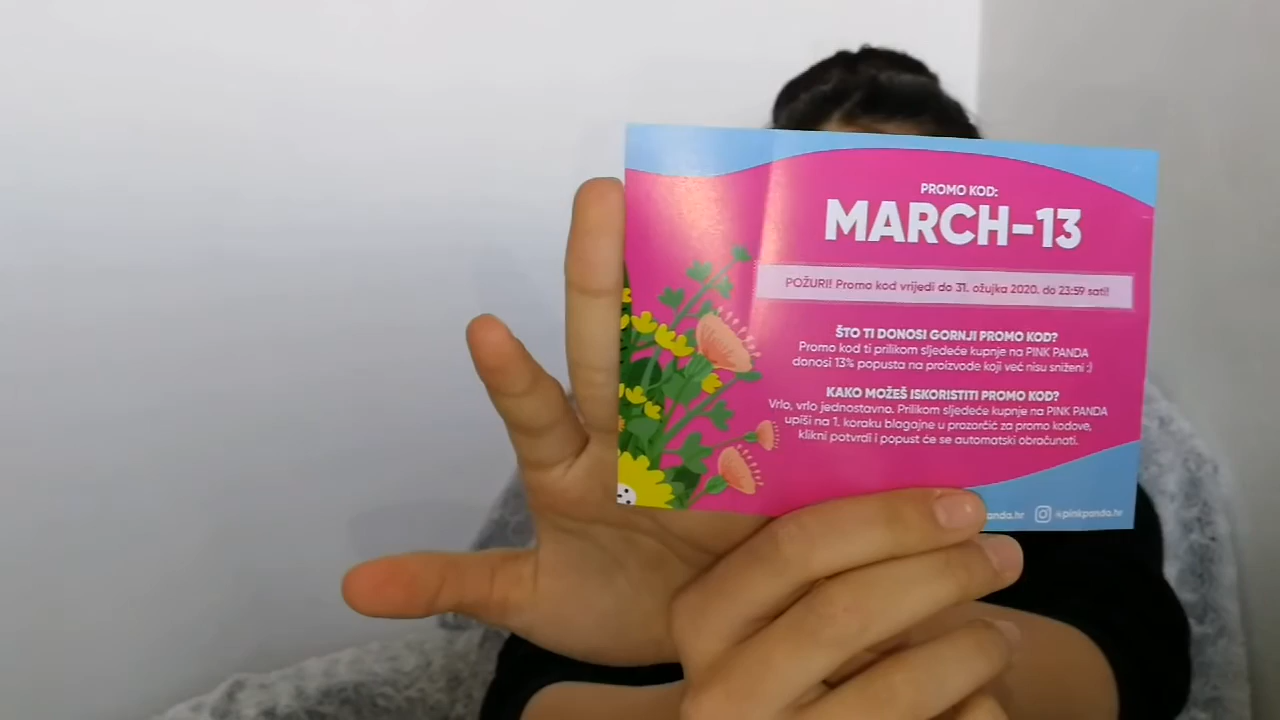 PROMO KOD:
MARCH-13
POŽURI! Promo kod vrijedi do 31. ožujka 2020. do 23:59 sati!
ŠTO TI DONOSI GORNJI PROMO KOD?
Promo kod ti prilikom sljedeće kupnje na PINK PANDA
donosi 13% popusta na proizvode koji već nisu sniženi :)
KAKO MOŽEŠ ISKORISTITI PROMO KOD?
Vrlo, vrlo jednostavno. Prilikom sljedeće kupnje na PINK PANDA
upiši na 1. koraku blagajne u prozorčić za promo kodove,
klikni potvrdi i popust će se automatski obračunati.
anda.hr @pinkpanda.hr